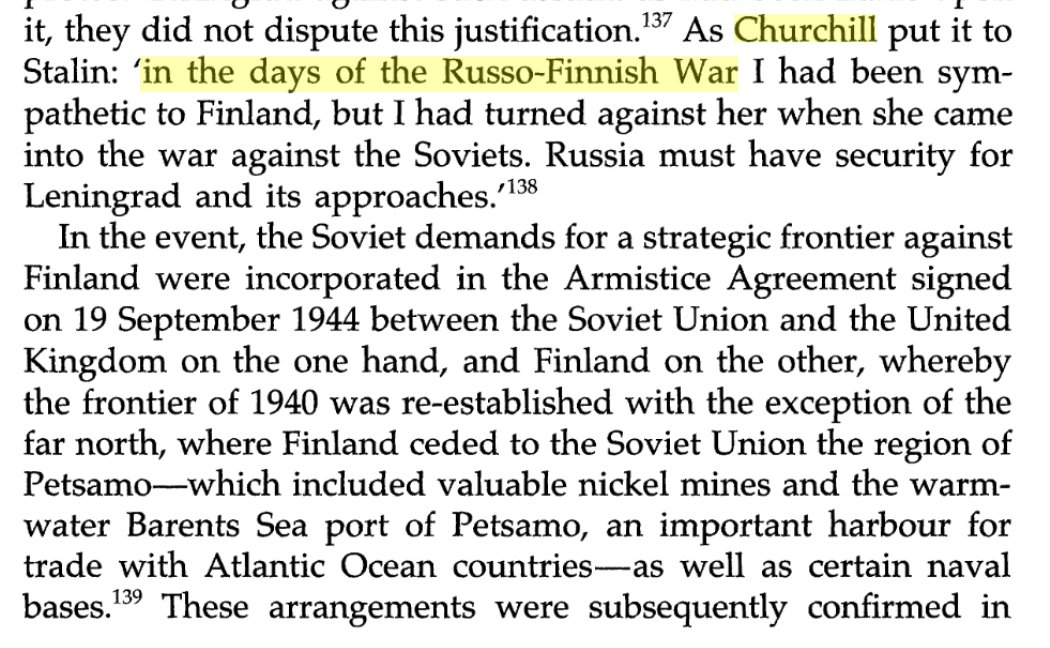 it, they did not dispute this justification.¹³⁷ As Churchill put it to
Stalin: ‘in the days of the Russo-Finnish War I had been sym-
pathetic to Finland, but I had turned against her when she came
into the war against the Soviets. Russia must have security for
Leningrad and its approaches.’¹³⁸
In the event, the Soviet demands for a strategic frontier against
Finland were incorporated in the Armistice Agreement signed
on 19 September 1944 between the Soviet Union and the United
Kingdom on the one hand, and Finland on the other, whereby
the frontier of 1940 was re-established with the exception of the
far north, where Finland ceded to the Soviet Union the region of
Petsamo—which included valuable nickel mines and the warm-
water Barents Sea port of Petsamo, an important harbour for
trade with Atlantic Ocean countries—as well as certain naval
bases.¹³⁹ These arrangements were subsequently confirmed in